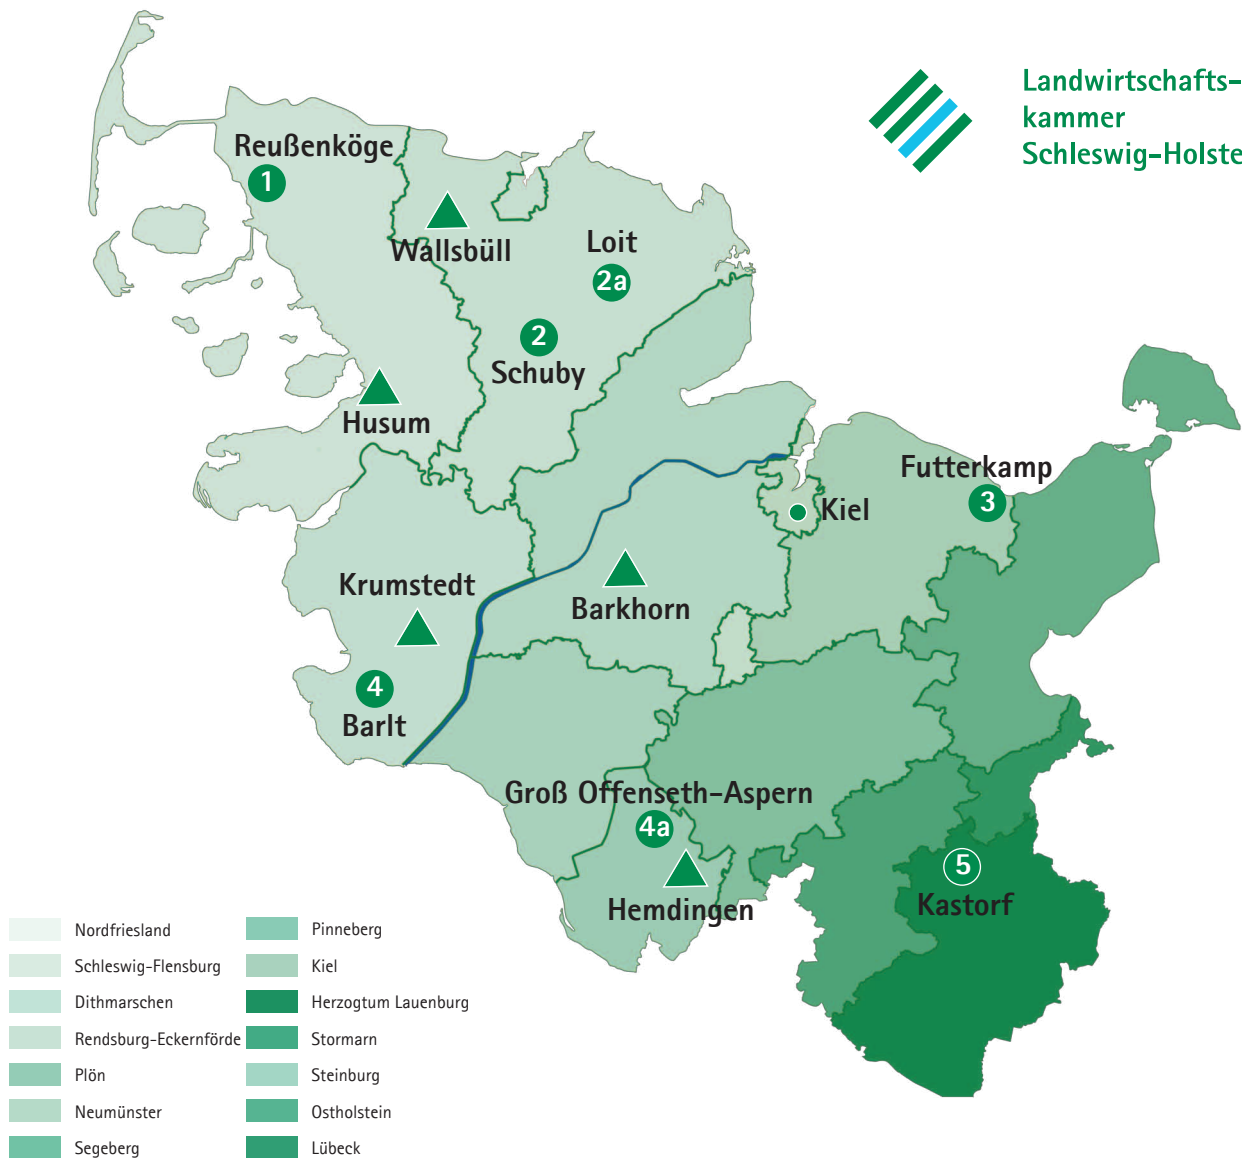 Landwirtschafts-
kammer
Schleswig-Holste
Reußenköge
1
Wallsbüll
Loit
2a
2
Schuby
Husum
Futterkamp
3
Kiel
Krumstedt
Barkhorn
4
Barlt
Groß Offenseth-Aspern
4a
Hemdingen
5
Kastorf
Nordfriesland
Schleswig-Flensburg
Dithmarschen
Rendsburg-Eckernförde
Plön
Neumünster
Segeberg
Pinneberg
Kiel
Herzogtum Lauenburg
Stormarn
Steinburg
Ostholstein
Lübeck